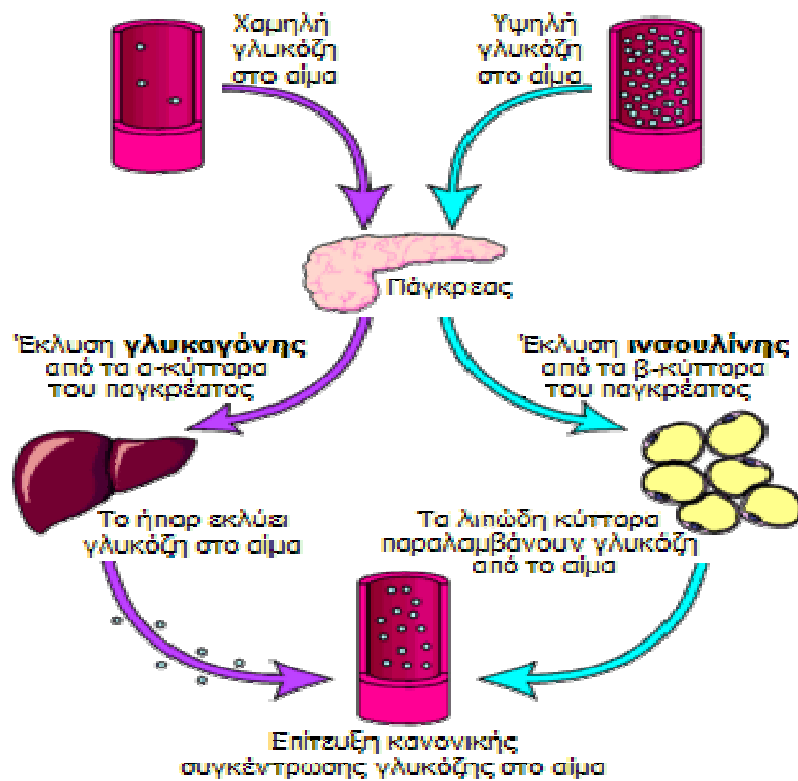 Χαμηλή
γλυκόζη
στο αίμα
Υψηλή
γλυκόζη
στο αίμα
Πάγκρεας
Έκλυση γλυκαγόνης
από τα α-κύτταρα
του παγκρέατος
Έκλυση ινσουλίνης
από τα β-κύτταρα
του παγκρέατος
Το ήπαρ εκλύει
γλυκόζη στο αίμα
Τα λιπώδη κύτταρα
παραλαμβάνουν γλυκόζη
από το αίμα
Επίτευξη κανονικής
συγκέντρωσης γλυκόζης στο αίμα